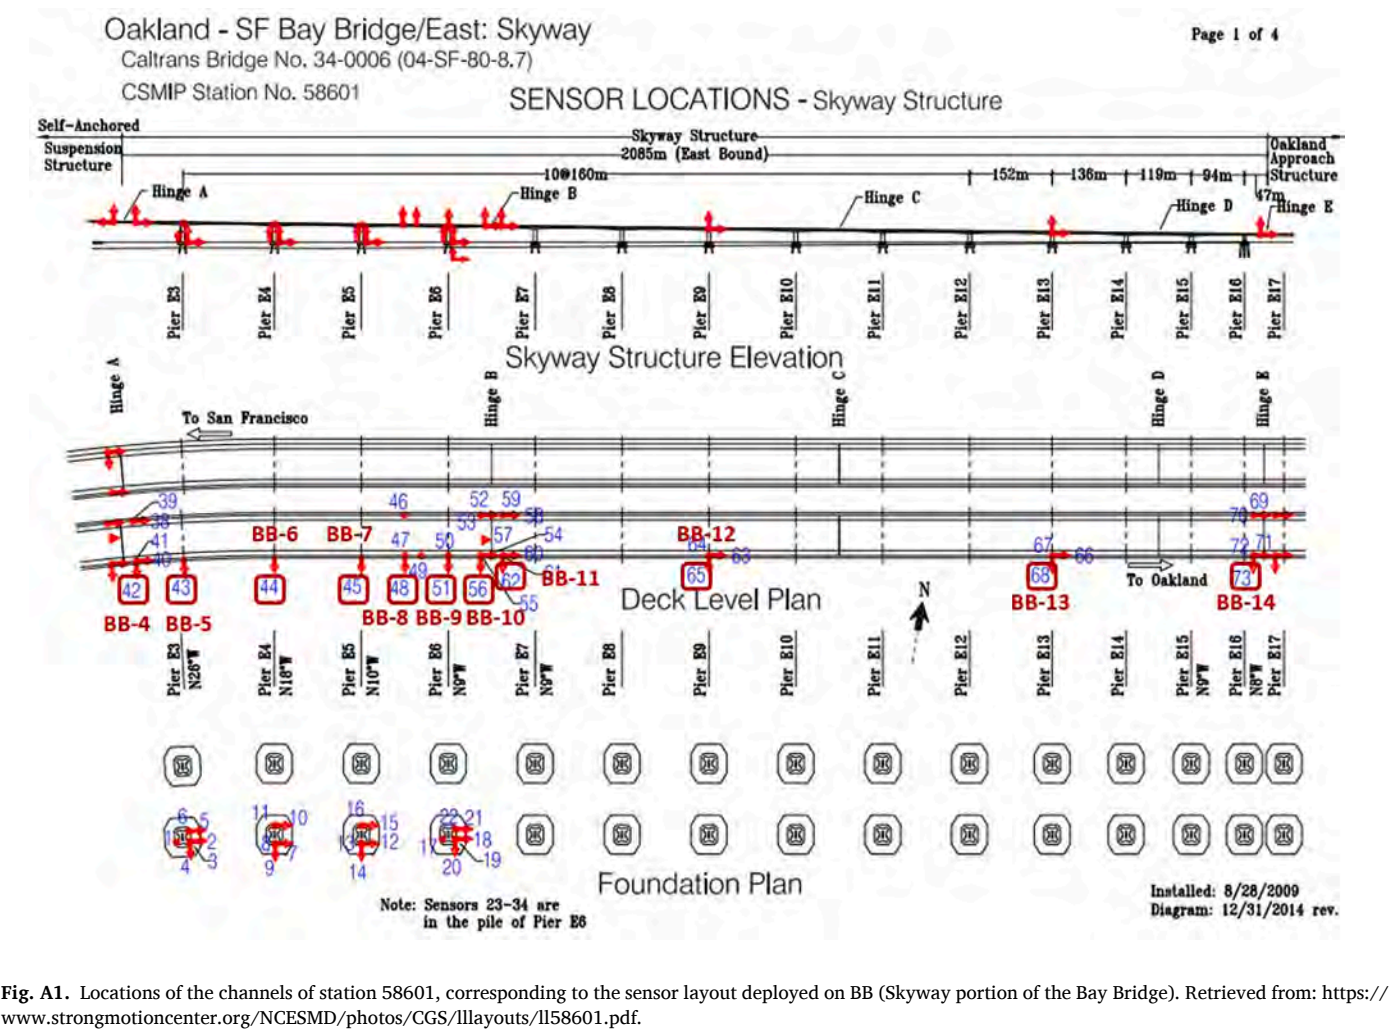 Oakland - SF Bay Bridge/East: Skyway
Page 1 of 4
Caltrans Bridge No. 34-0006 (04-SF-80-8.7)
CSMIP Station No. 58601
SENSOR LOCATIONS - Skyway Structure
Self-Anchored
Suspension
Structure
Skyway Structure
2085m (East Bound)
Oakland
Approach
Structure
10@160m
152m
136m
119m
94m
47m
Hinge A
Hinge B
Hinge C
Hinge D
Hinge E
Pier E3
Pier E4
Pier E5
Pier E6
Pier E7
Pier E8
Pier E9
Pier E10
Pier E11
Pier E12
Pier E13
Pier E14
Pier E15
Pier E16
Pier E17
Skyway Structure Elevation
Hinge A
Hinge B
Hinge C
Hinge D
Hinge E
To San Francisco
39
38
46
52
59
58
53
69
70
BB-6
BB-7
BB-12
41
40
47
50
57
54
60
64
63
67
66
72
71
49
61
BB-11
42
43
44
45
48
51
56
62
65
68
73
55
To Oakland
BB-4
BB-5
BB-8
BB-9
BB-10
Deck Level Plan
N
BB-13
BB-14
Pier E3
N26°W
Pier E4
N18°W
Pier E5
N10°W
Pier E6
N9°W
Pier E7
N9°W
Pier E8
Pier E9
Pier E10
Pier E11
Pier E12
Pier E13
Pier E14
Pier E15
N9°W
Pier E16
N8°W
Pier E17
6
5
1
2
3
4
11
10
8
7
9
16
15
13
12
14
22
21
18
17
19
20
Foundation Plan
Note: Sensors 23-34 are
in the pile of Pier E6
Installed: 8/28/2009
Diagram: 12/31/2014 rev.
Fig. A1. Locations of the channels of station 58601, corresponding to the sensor layout deployed on BB (Skyway portion of the Bay Bridge). Retrieved from: https://
www.strongmotioncenter.org/NCESMD/photos/CGS/lllayouts/ll58601.pdf.